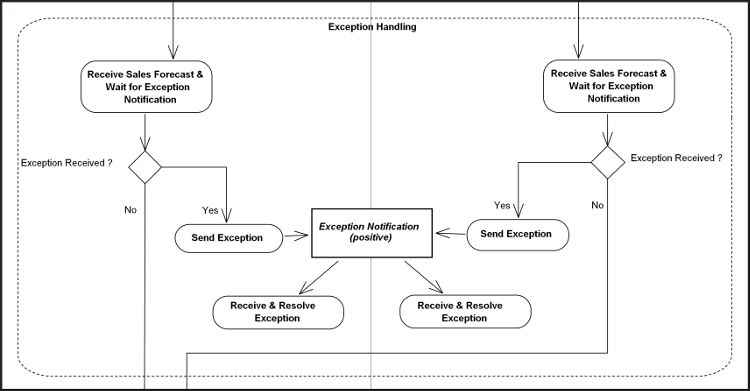 Exception Handling
Receive Sales Forecast &
Wait for Exception
Notification
Receive Sales Forecast &
Wait for Exception
Notification
Exception Received ?
Exception Received ?
No
Yes
Yes
No
Send Exception
Exception Notification
(positive)
Send Exception
Receive & Resolve
Exception
Receive & Resolve
Exception